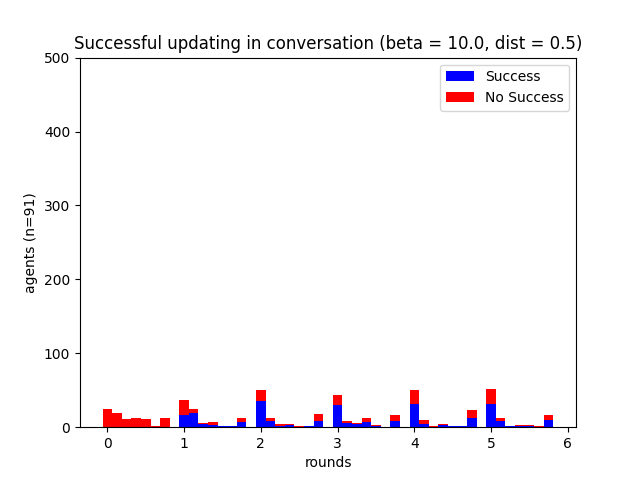 Successful updating in conversation (beta = 10.0, dist = 0.5)
Success
No Success
500
400
300
200
100
0
agents (n=91)
0 1 2 3 4 5 6
rounds